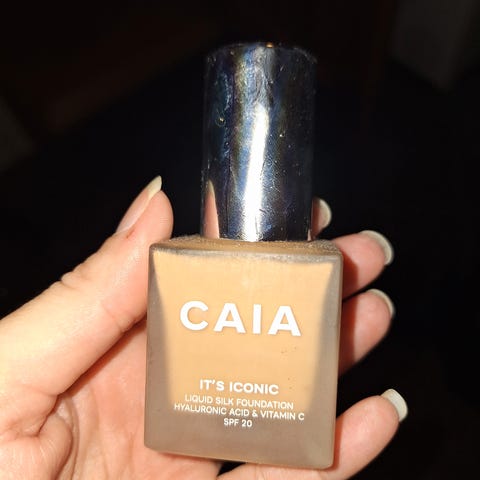 CAIA
IT'S ICONIC
LIQUID SILK FOUNDATION
HYALURONIC ACID & VITAMIN C
SPF 20